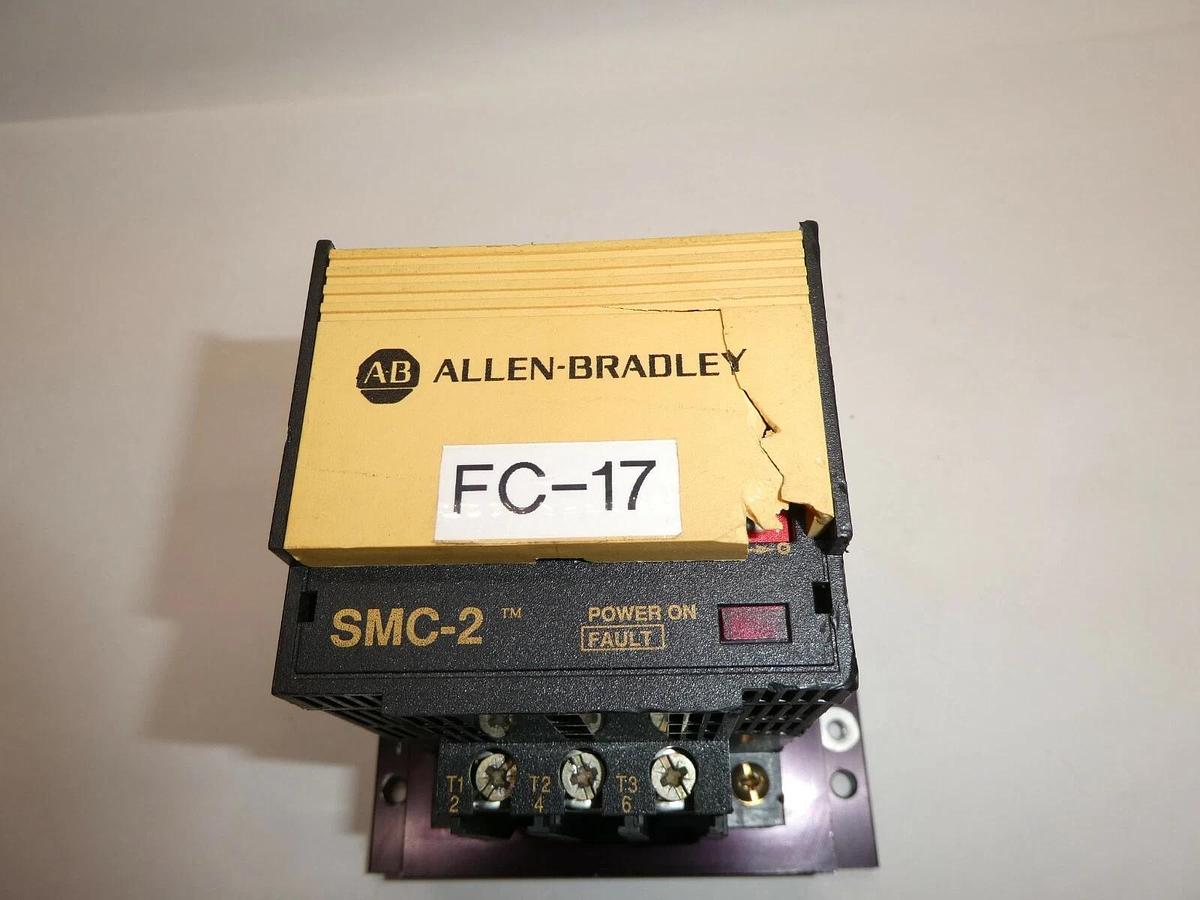 AB ALLEN-BRADLEY
FC-17
SMC-2 ™
POWER ON
FAULT
T1 T2 T3
2 4 6